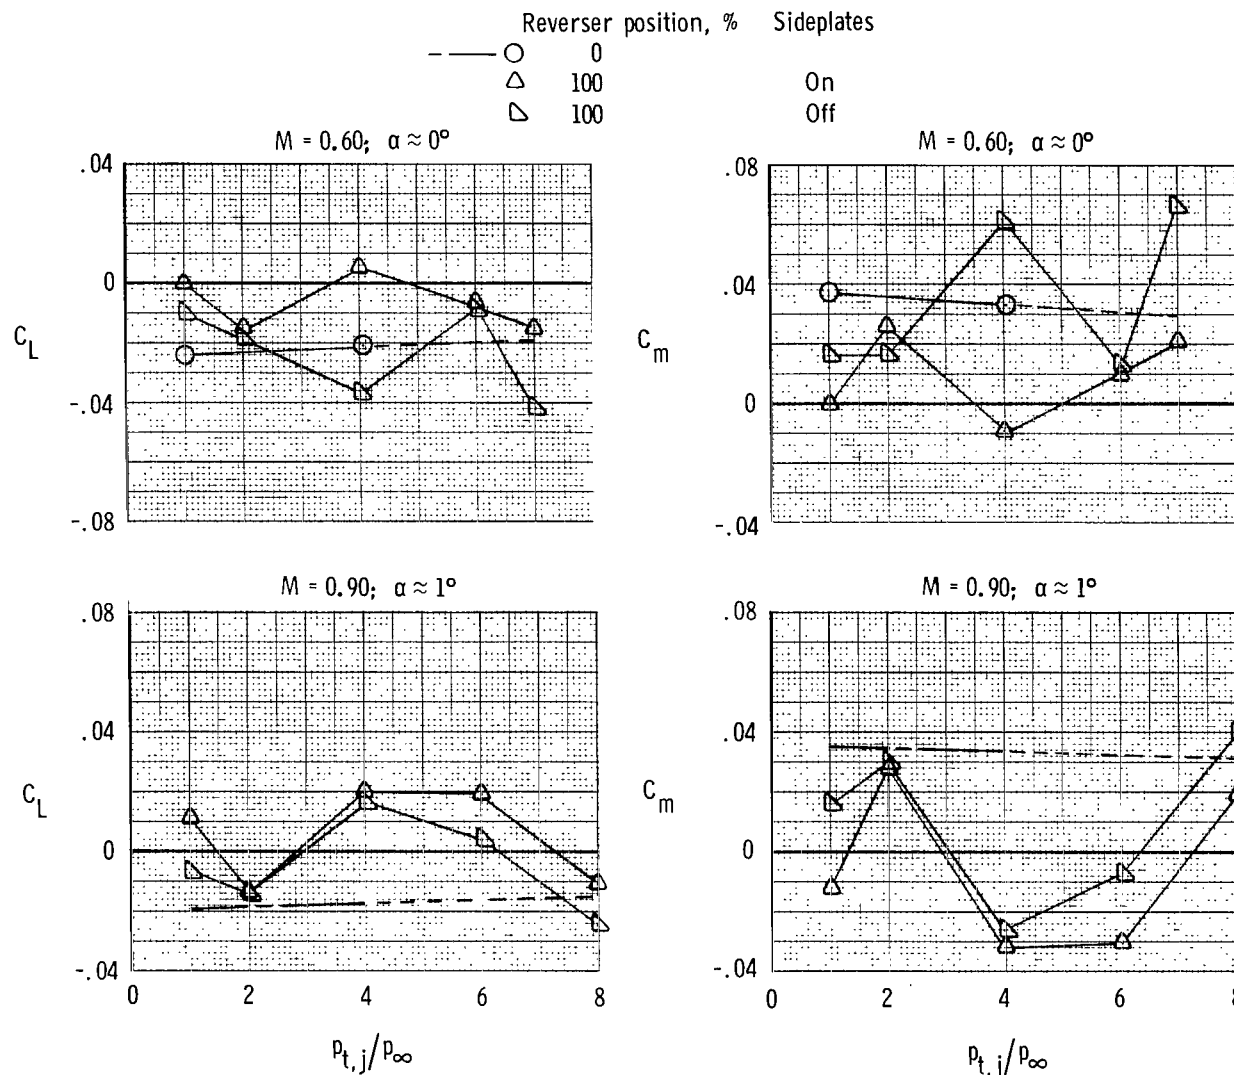 Reverser position, % Sideplates
0
100 On
100 Off
M = 0.60; α ≈ 0°
.04
0
-.04
-.08
C_L
M = 0.60; α ≈ 0°
.08
.04
0
-.04
C_m
M = 0.90; α ≈ 1°
.08
.04
0
-.04
C_L
0 2 4 6 8
p_t,j/p_∞
M = 0.90; α ≈ 1°
.08
.04
0
-.04
C_m
0 2 4 6 8
p_t,j/p_∞